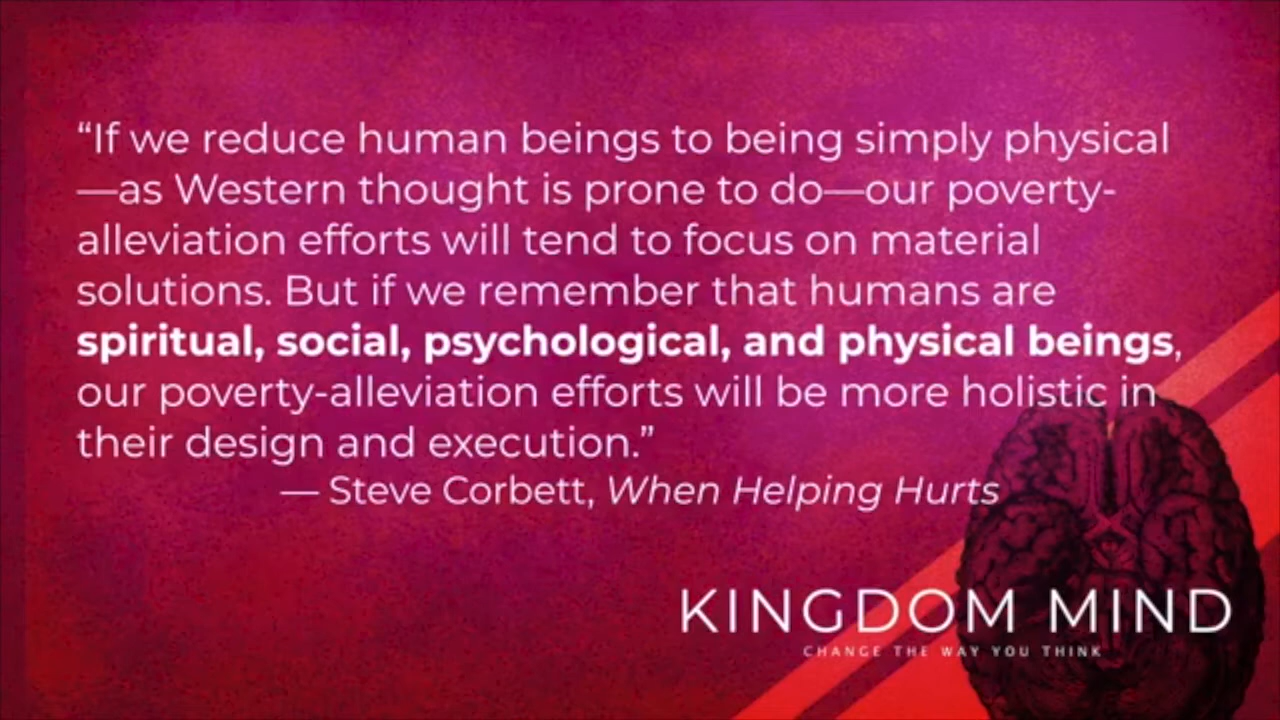 “If we reduce human beings to being simply physical
—as Western thought is prone to do—our poverty-
alleviation efforts will tend to focus on material
solutions. But if we remember that humans are
spiritual, social, psychological, and physical beings,
our poverty-alleviation efforts will be more holistic in
their design and execution.”
— Steve Corbett, When Helping Hurts
KINGDOM MIND
CHANGE THE WAY YOU THINK